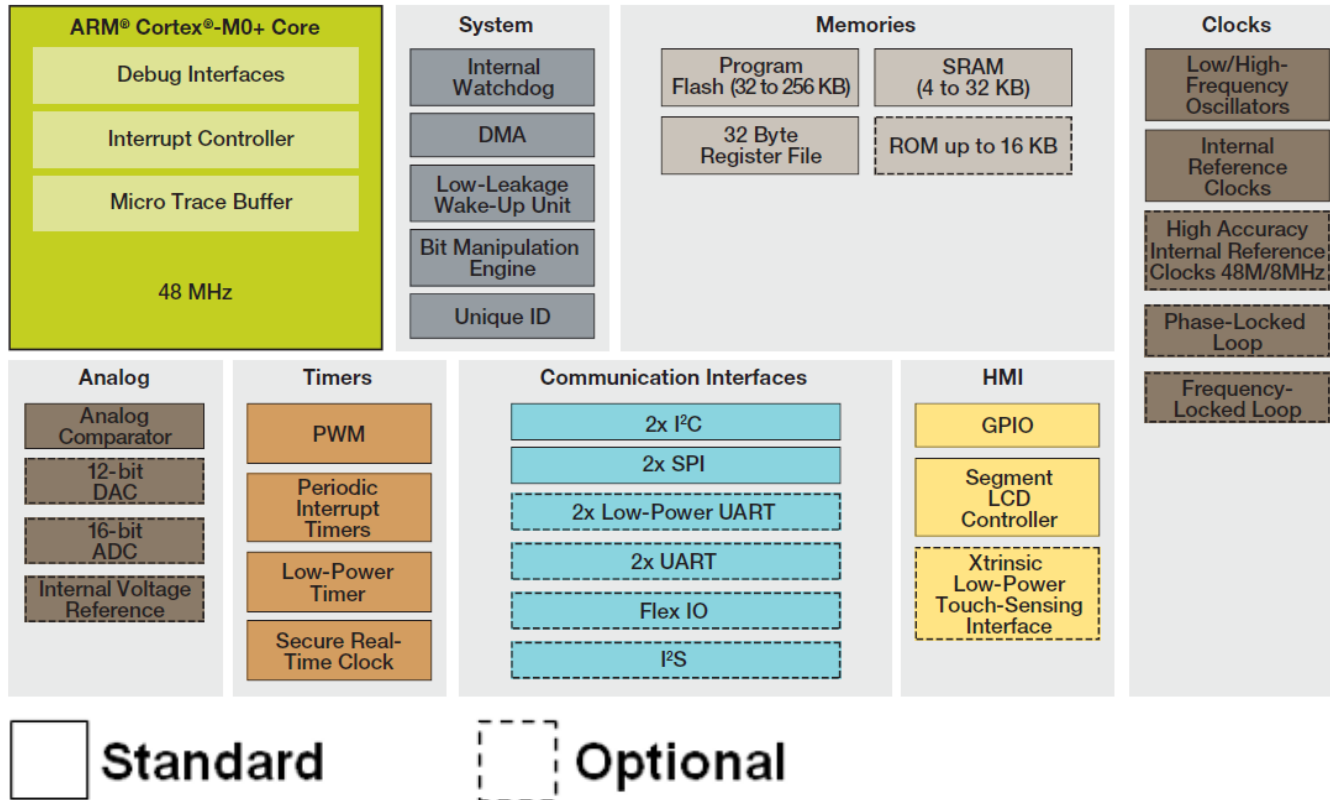 ARM® Cortex®-M0+ Core
Debug Interfaces
Interrupt Controller
Micro Trace Buffer
48 MHz
System
Internal
Watchdog
DMA
Low-Leakage
Wake-Up Unit
Bit Manipulation
Engine
Unique ID
Memories
Program
Flash (32 to 256 KB)
SRAM
(4 to 32 KB)
32 Byte
Register File
ROM up to 16 KB
Clocks
Low/High-
Frequency
Oscillators
Internal
Reference
Clocks
High Accuracy
Internal Reference
Clocks 48M/8MHz
Phase-Locked
Loop
Frequency-
Locked Loop
Analog
Analog
Comparator
12-bit
DAC
16-bit
ADC
Internal Voltage
Reference
Timers
PWM
Periodic
Interrupt
Timers
Low-Power
Timer
Secure Real-
Time Clock
Communication Interfaces
2x I²C
2x SPI
2x Low-Power UART
2x UART
Flex IO
I²S
HMI
GPIO
Segment
LCD
Controller
Xtrinsic
Low-Power
Touch-Sensing
Interface
Standard
Optional